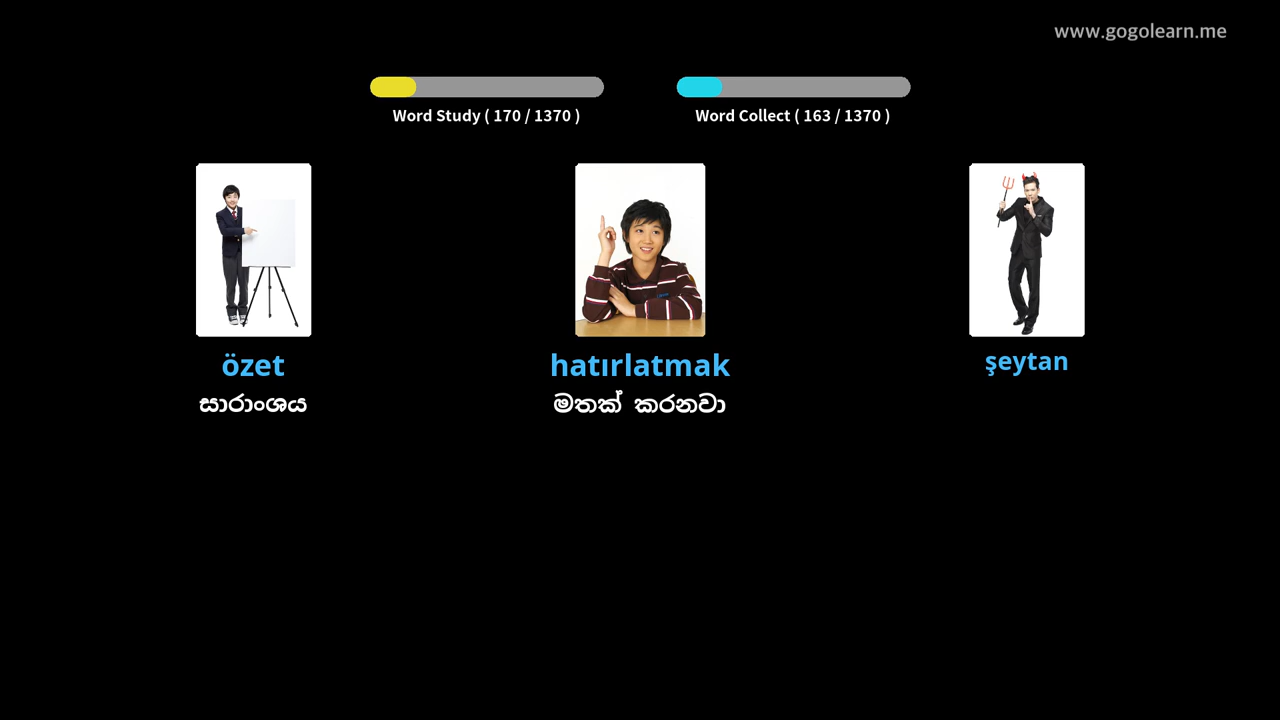 www.gogolearn.me
Word Study ( 170 / 1370 )
Word Collect ( 163 / 1370 )
özet
hatırlatmak
şeytan
සාරාංශය
මතක් කරනවා